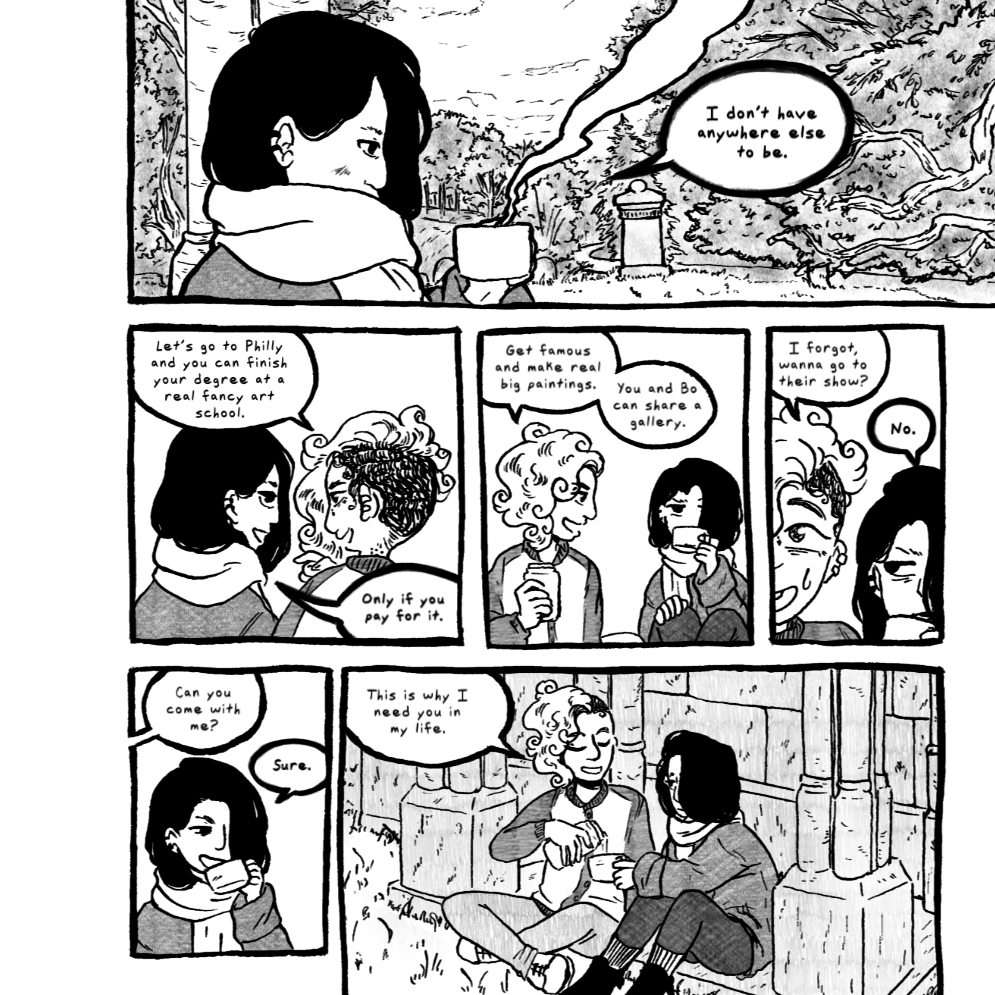 I don't have
anywhere else
to be.
Let's go to Philly
and you can finish
your degree at a
real fancy art
school.
Only if you
pay for it.
Get famous
and make real
big paintings.
You and Bo
can share a
gallery.
I forgot,
wanna go to
their show?
No.
Can you
come with
me?
Sure.
This is why I
need you in
my life.